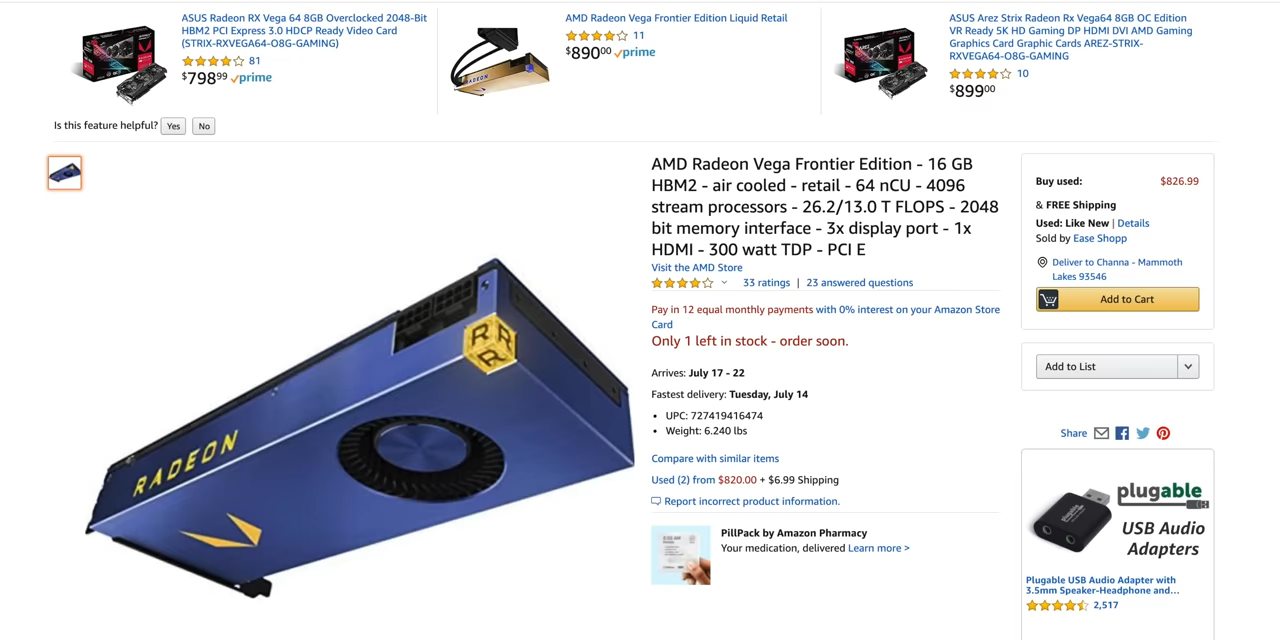 ASUS Radeon RX Vega 64 8GB Overclocked 2048-Bit
HBM2 PCI Express 3.0 HDCP Ready Video Card
(STRIX-RXVEGA64-O8G-GAMING)
81
$798⁹⁹ prime
AMD Radeon Vega Frontier Edition Liquid Retail
11
$890⁰⁰ prime
ASUS Arez Strix Radeon Rx Vega64 8GB OC Edition
VR Ready 5K HD Gaming DP HDMI DVI AMD Gaming
Graphics Card Graphic Cards AREZ-STRIX-
RXVEGA64-O8G-GAMING
10
$899⁰⁰
Is this feature helpful? Yes No
AMD Radeon Vega Frontier Edition - 16 GB
HBM2 - air cooled - retail - 64 nCU - 4096
stream processors - 26.2/13.0 T FLOPS - 2048
bit memory interface - 3x display port - 1x
HDMI - 300 watt TDP - PCI E
Visit the AMD Store
33 ratings | 23 answered questions
Pay in 12 equal monthly payments with 0% interest on your Amazon Store
Card
Only 1 left in stock - order soon.
Arrives: July 17 - 22
Fastest delivery: Tuesday, July 14
• UPC: 727419416474
• Weight: 6.240 lbs
Compare with similar items
Used (2) from $820.00 + $6.99 Shipping
Report incorrect product information.
PillPack by Amazon Pharmacy
Your medication, delivered Learn more >
RADEON
R
R
R
Buy used: $826.99
& FREE Shipping
Used: Like New | Details
Sold by Ease Shopp
Deliver to Channa - Mammoth
Lakes 93546
Add to Cart
Add to List
Share
plugable
USB Audio
Adapters
Plugable USB Audio Adapter with
3.5mm Speaker-Headphone and...
2,517